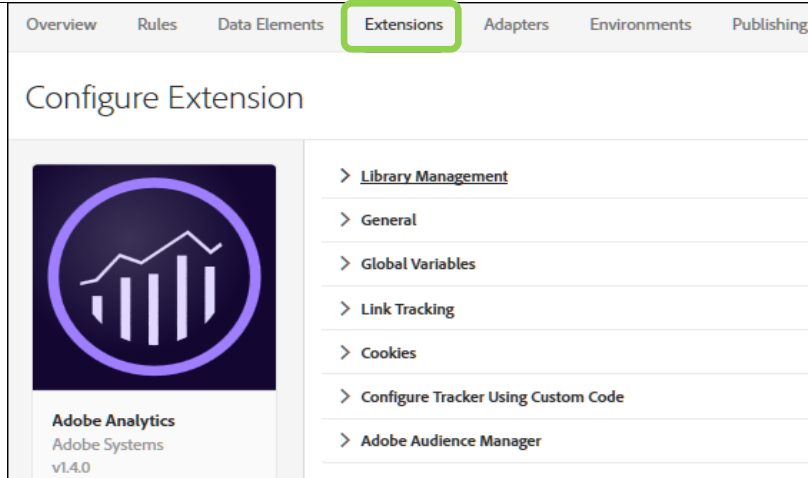 Overview Rules Data Elements Extensions Adapters Environments Publishing
Configure Extension
Library Management
General
Global Variables
Link Tracking
Cookies
Configure Tracker Using Custom Code
Adobe Audience Manager
Adobe Analytics
Adobe Systems
v1.4.0